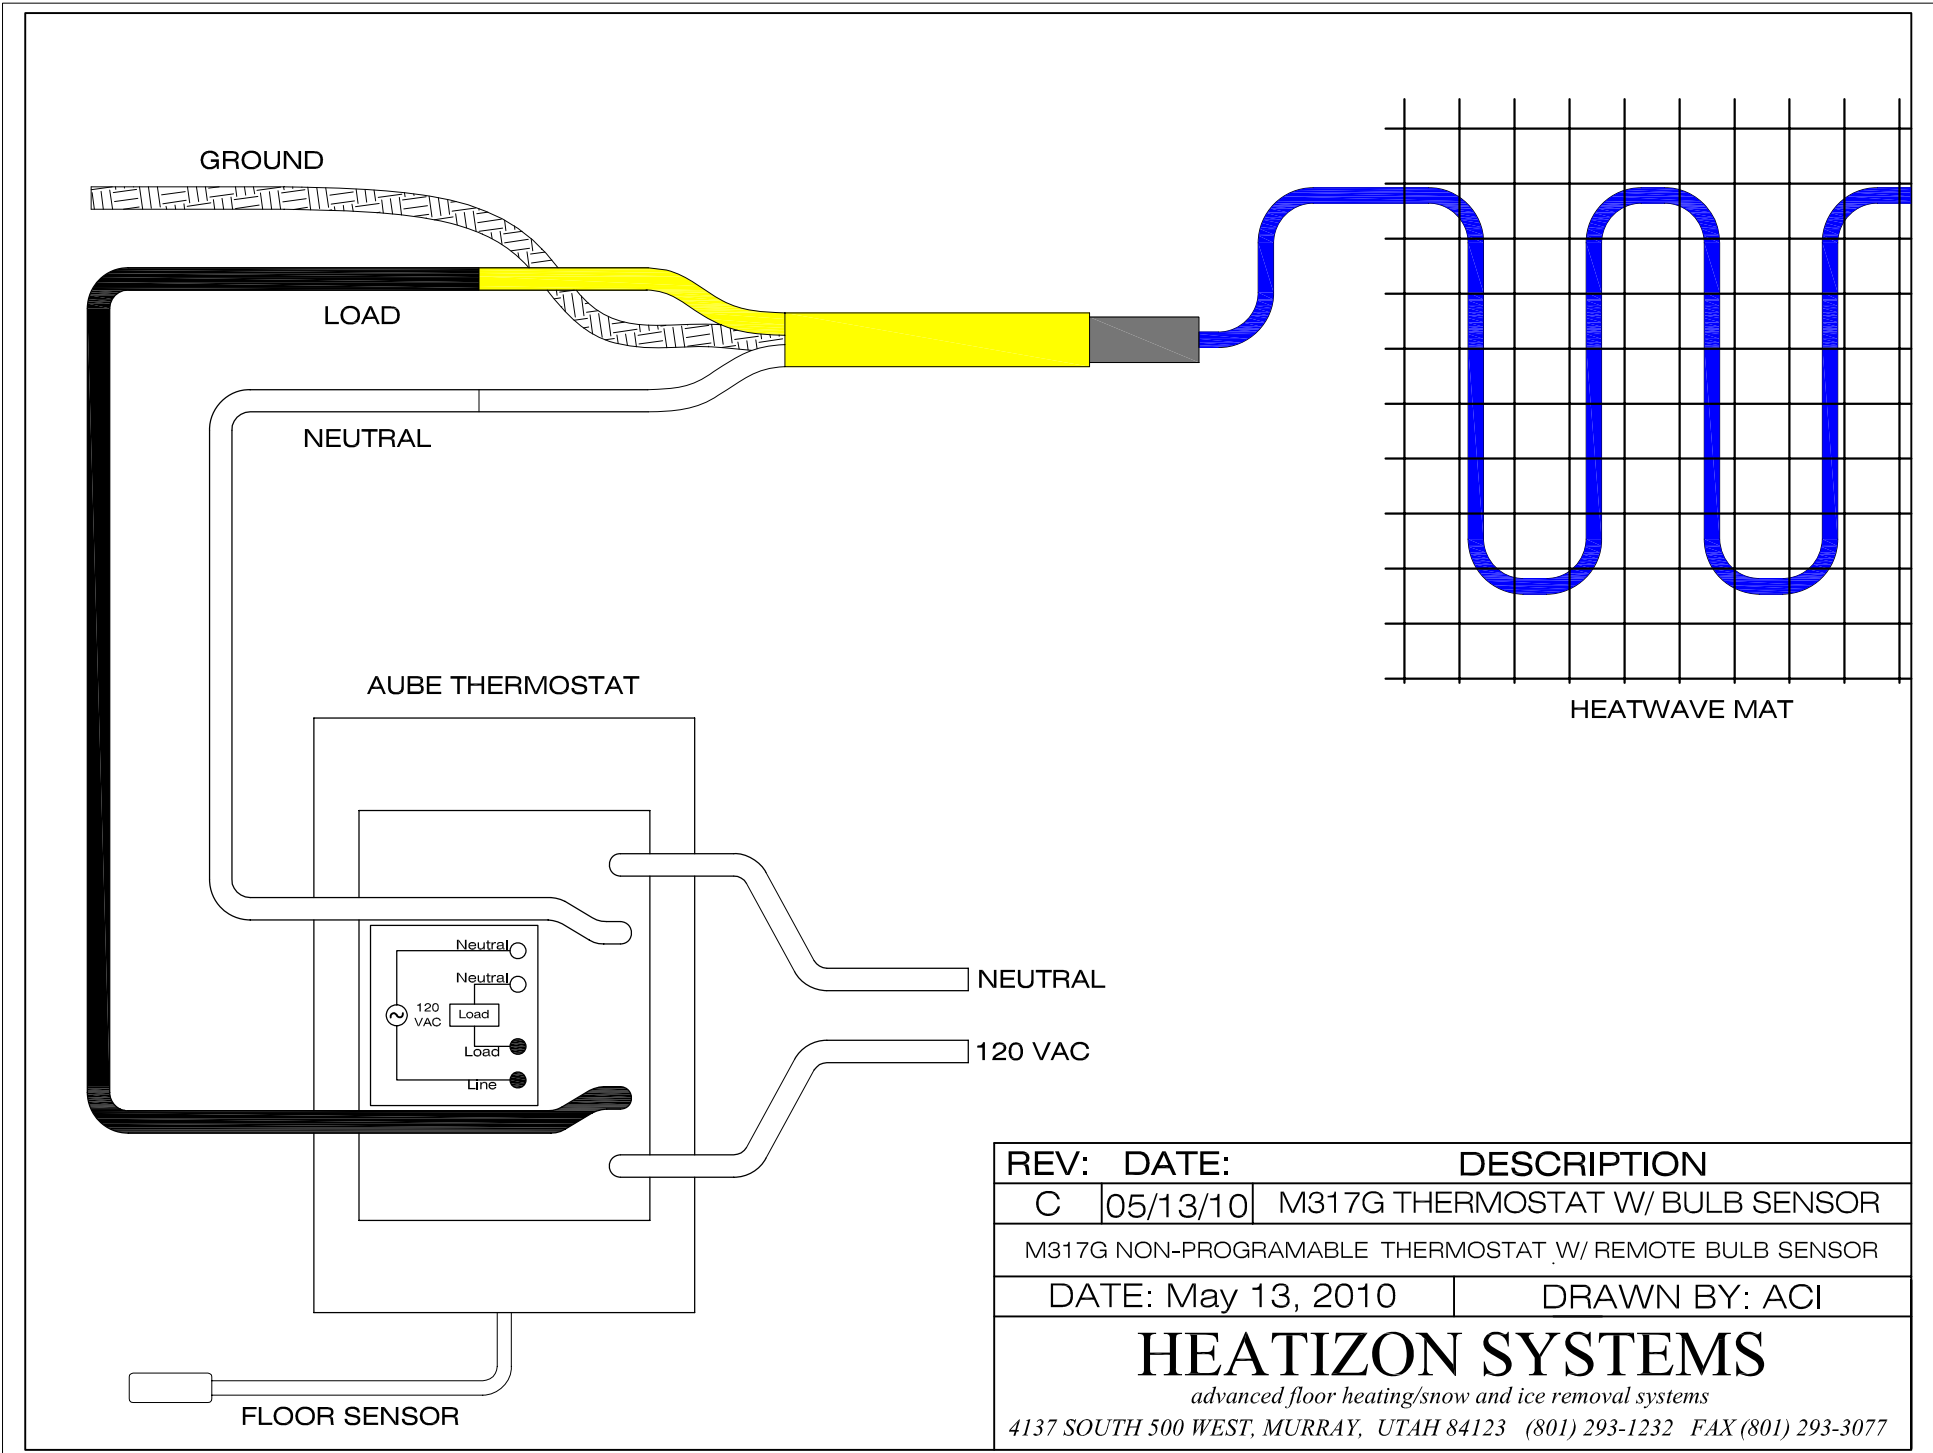 GROUND
LOAD
NEUTRAL
HEATWAVE MAT
AUBE THERMOSTAT
Neutral
Neutral
120
VAC
Load
Load
Line
NEUTRAL
120 VAC
FLOOR SENSOR
REV: DATE: DESCRIPTION
C 05/13/10 M317G THERMOSTAT W/ BULB SENSOR
M317G NON-PROGRAMABLE THERMOSTAT W/ REMOTE BULB SENSOR
DATE: May 13, 2010 DRAWN BY: ACI
HEATIZON SYSTEMS
advanced floor heating/snow and ice removal systems
4137 SOUTH 500 WEST, MURRAY, UTAH 84123 (801) 293-1232 FAX (801) 293-3077